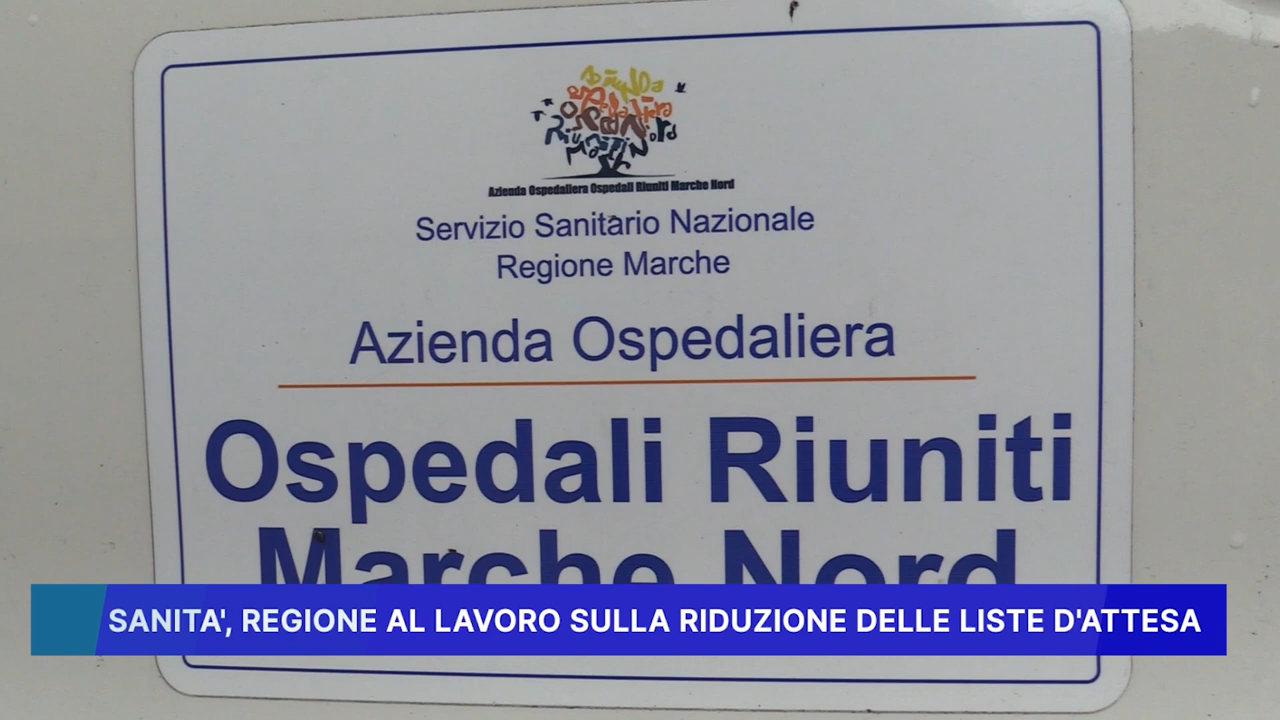 Azienda Ospedaliera Ospedali Riuniti Marche Nord
Servizio Sanitario Nazionale
Regione Marche
Azienda Ospedaliera
Ospedali Riuniti
Marche Nord
SANITA', REGIONE AL LAVORO SULLA RIDUZIONE DELLE LISTE D'ATTESA